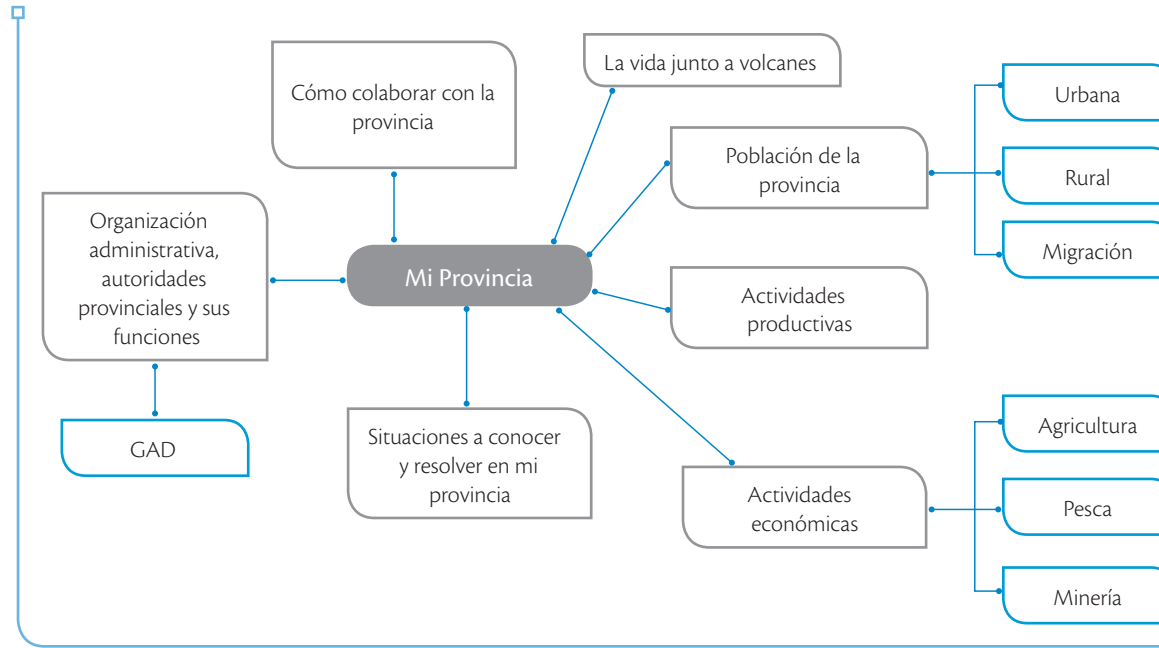 La vida junto a volcanes
Cómo colaborar con la
provincia
Urbana
Población de la
provincia
Rural
Organización
administrativa,
autoridades
provinciales y sus
funciones
Migración
Mi Provincia
Actividades
productivas
GAD
Situaciones a conocer
y resolver en mi
provincia
Agricultura
Actividades
económicas
Pesca
Minería